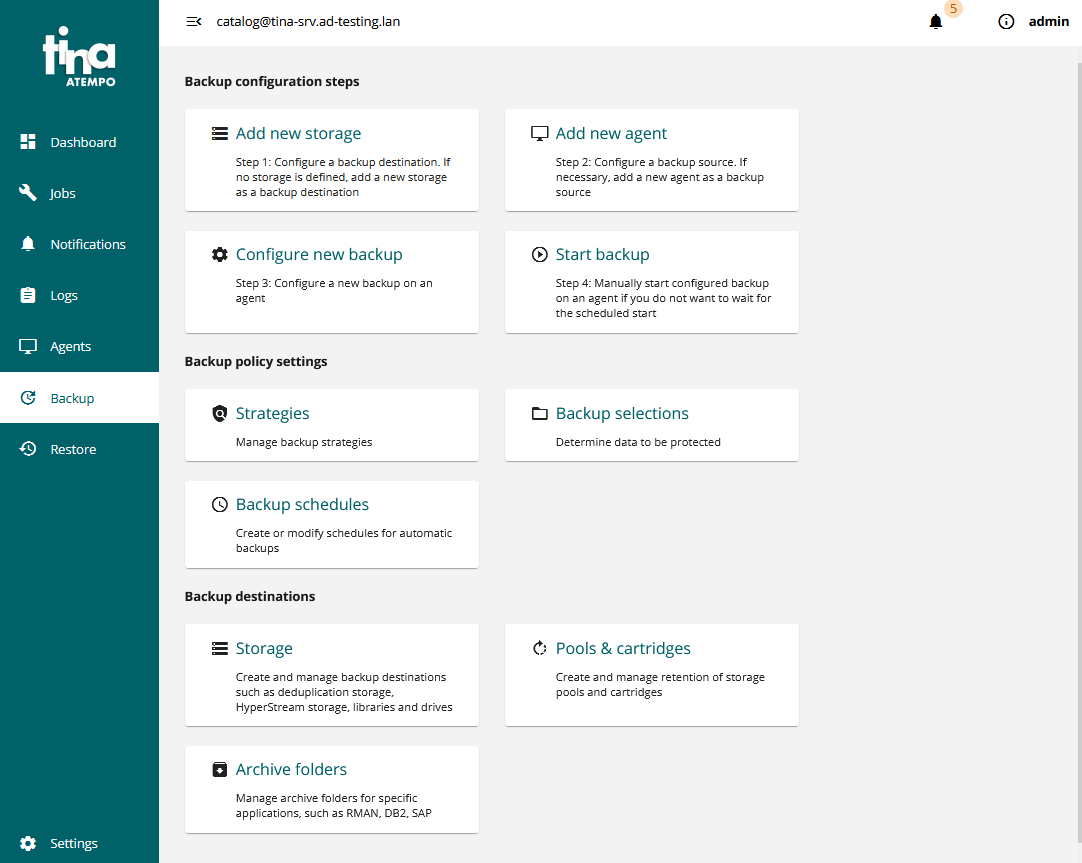 tina
ATEMPO
catalog@tina-srv.ad-testing.lan
5
admin
Dashboard
Jobs
Notifications
Logs
Agents
Backup
Restore
Settings
Backup configuration steps
Add new storage
Step 1: Configure a backup destination. If
no storage is defined, add a new storage
as a backup destination
Add new agent
Step 2: Configure a backup source. If
necessary, add a new agent as a backup
source
Configure new backup
Step 3: Configure a new backup on an
agent
Start backup
Step 4: Manually start configured backup
on an agent if you do not want to wait for
the scheduled start
Backup policy settings
Strategies
Manage backup strategies
Backup selections
Determine data to be protected
Backup schedules
Create or modify schedules for automatic
backups
Backup destinations
Storage
Create and manage backup destinations
such as deduplication storage,
HyperStream storage, libraries and drives
Pools & cartridges
Create and manage retention of storage
pools and cartridges
Archive folders
Manage archive folders for specific
applications, such as RMAN, DB2, SAP